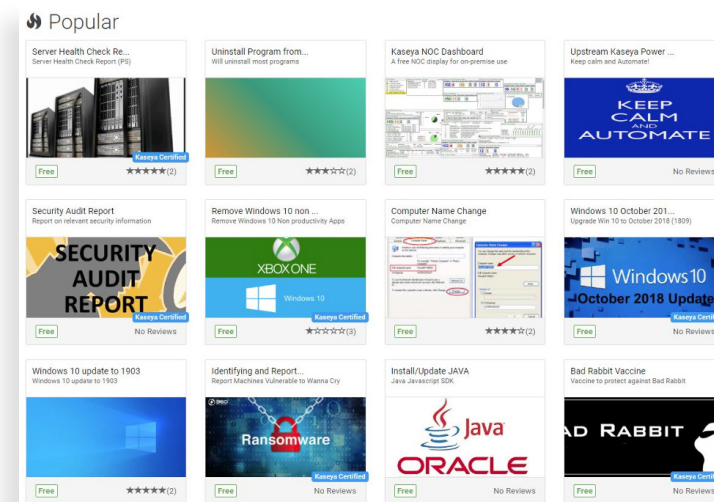 Popular
Server Health Check Re...
Server Health Check Report (PS)
Kaseya Certified
Free
(2)
Uninstall Program from...
Will uninstall most programs
Free
(2)
Kaseya NOC Dashboard
A free NOC display for on-premise use
Free
(2)
Upstream Kaseya Power ...
Keep calm and Automate!
KEEP
CALM
AND
AUTOMATE
Free
No Reviews
Security Audit Report
Report on relevant security information
SECURITY
AUDIT
REPORT
Kaseya Certified
Free
No Reviews
Remove Windows 10 non ...
Remove Windows 10 Non productivity Apps
XBOX ONE
Windows 10
Free
(3)
Computer Name Change
Computer Name Change
Free
(2)
Windows 10 October 201...
Upgrade Win 10 to October 2018 (1809)
Windows 10
October 2018 Update
Kaseya Certi
Free
No Reviews
Windows 10 update to 1903
Windows 10 update to 1903
Free
(2)
Identifying and Report...
Report Machines Vulnerable to Wanna Cry
Ransomware
Kaseya Certified
Free
No Reviews
Install/Update JAVA
Java Javascript SDK
Java
ORACLE
Free
No Reviews
Bad Rabbit Vaccine
Vaccine to protect against Bad Rabbit
AD RABBIT
Kaseya Certi
Free
No Reviews